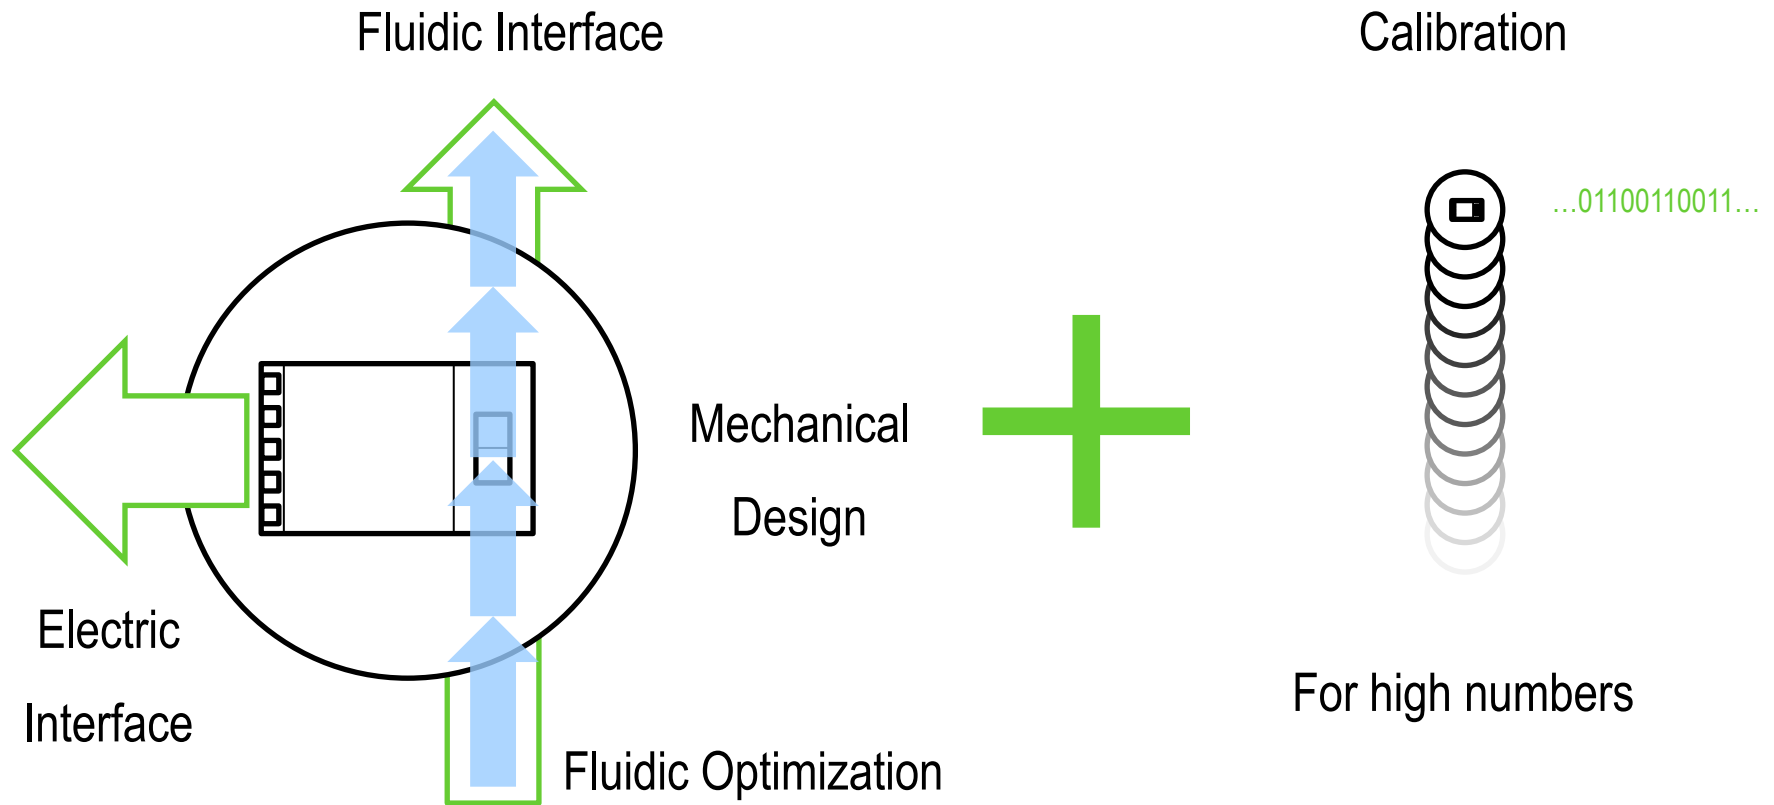 Fluidic Interface
Calibration
...01100110011...
Mechanical
Design
Electric
Interface
For high numbers
Fluidic Optimization